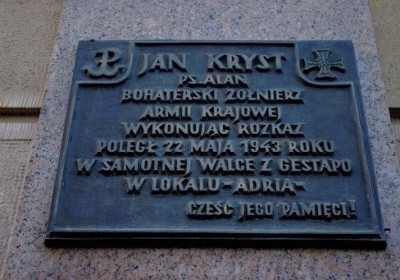 JAN KRYST
PS. ALAN
BOHATERSKI ŻOŁNIERZ
ARMII KRAJOWEJ
WYKONUJĄC ROZKAZ
POLEGŁ 22 MAJA 1943 ROKU
W SAMOTNEJ WALCE Z GESTAPO
W LOKALU -ADRIA-
CZEŚĆ JEGO PAMIĘCI!